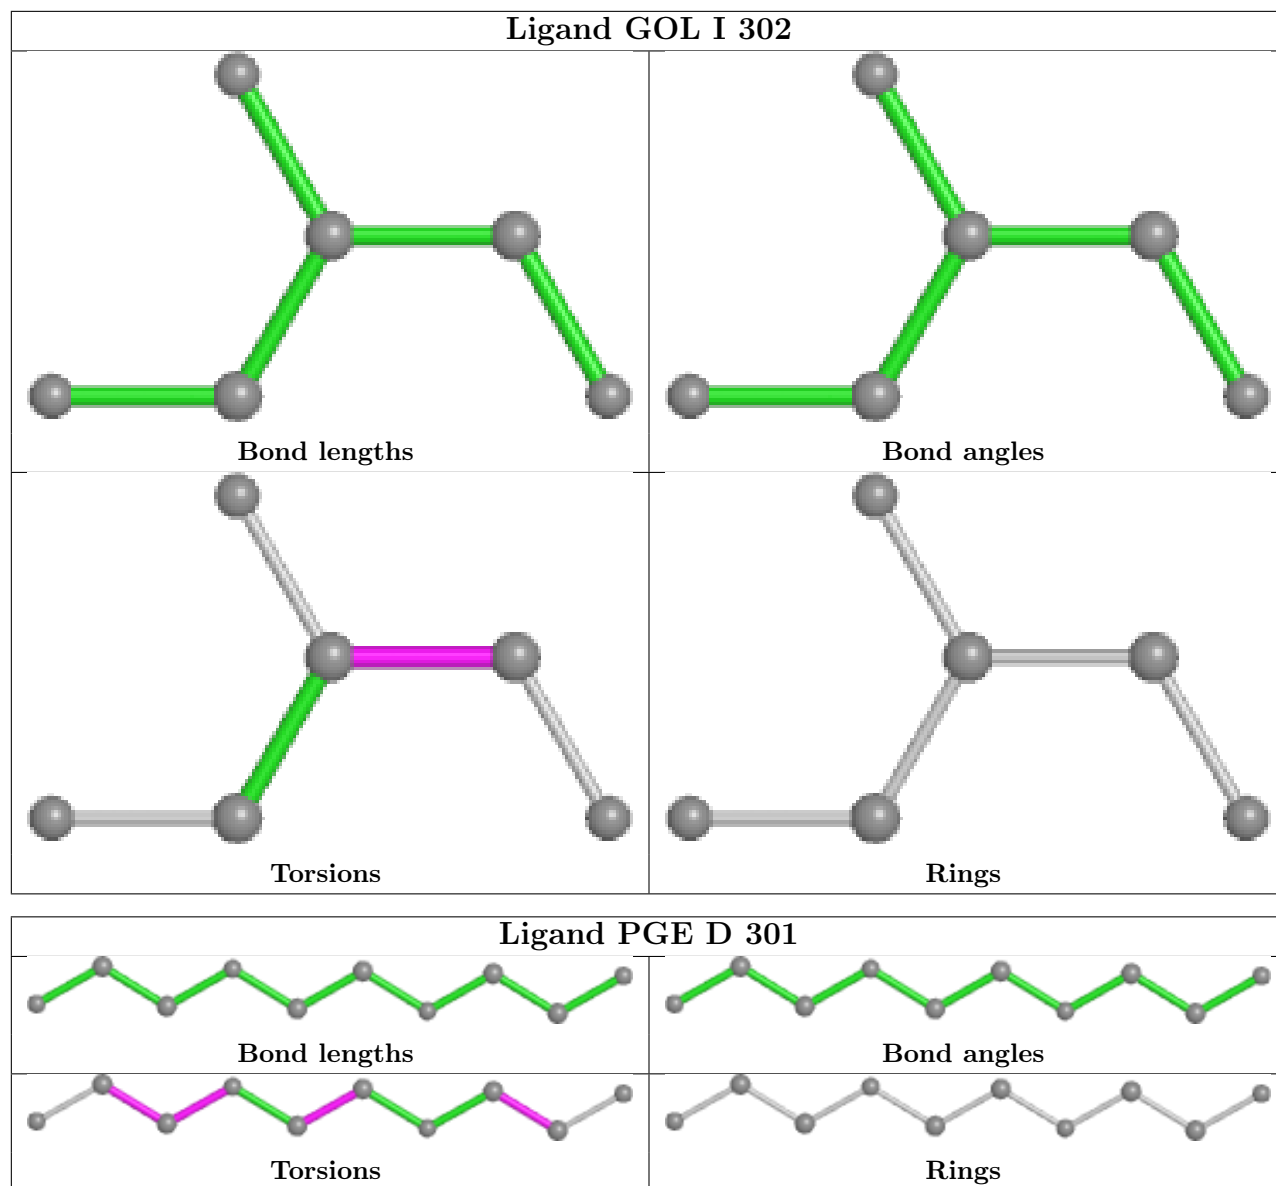 Ligand GOL I 302
Bond lengths
Bond angles
Torsions
Rings
Ligand PGE D 301
Bond lengths
Bond angles
Torsions
Rings